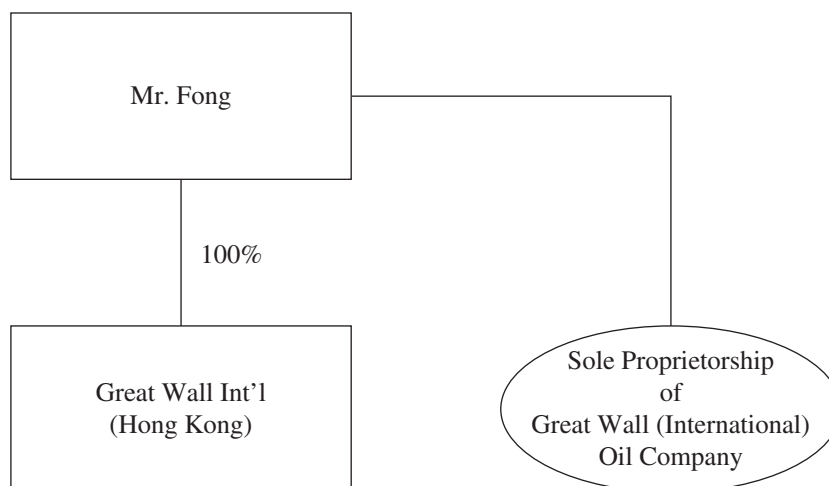 Mr. Fong
100%
Great Wall Int'l
(Hong Kong)
Sole Proprietorship
of
Great Wall (International)
Oil Company